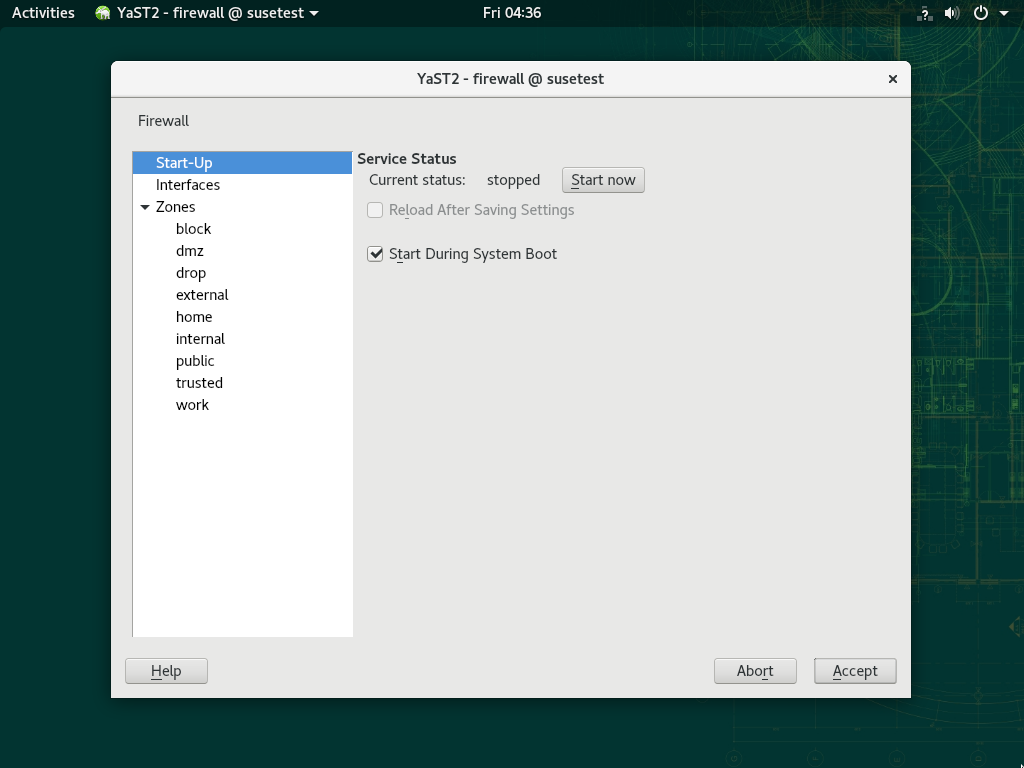 Activities YaST2 - firewall @ susetest Fri 04:36 ?
YaST2 - firewall @ susetest
Firewall
Start-Up
Interfaces
Zones
block
dmz
drop
external
home
internal
public
trusted
work
Service Status
Current status: stopped Start now
Reload After Saving Settings
Start During System Boot
Help Abort Accept